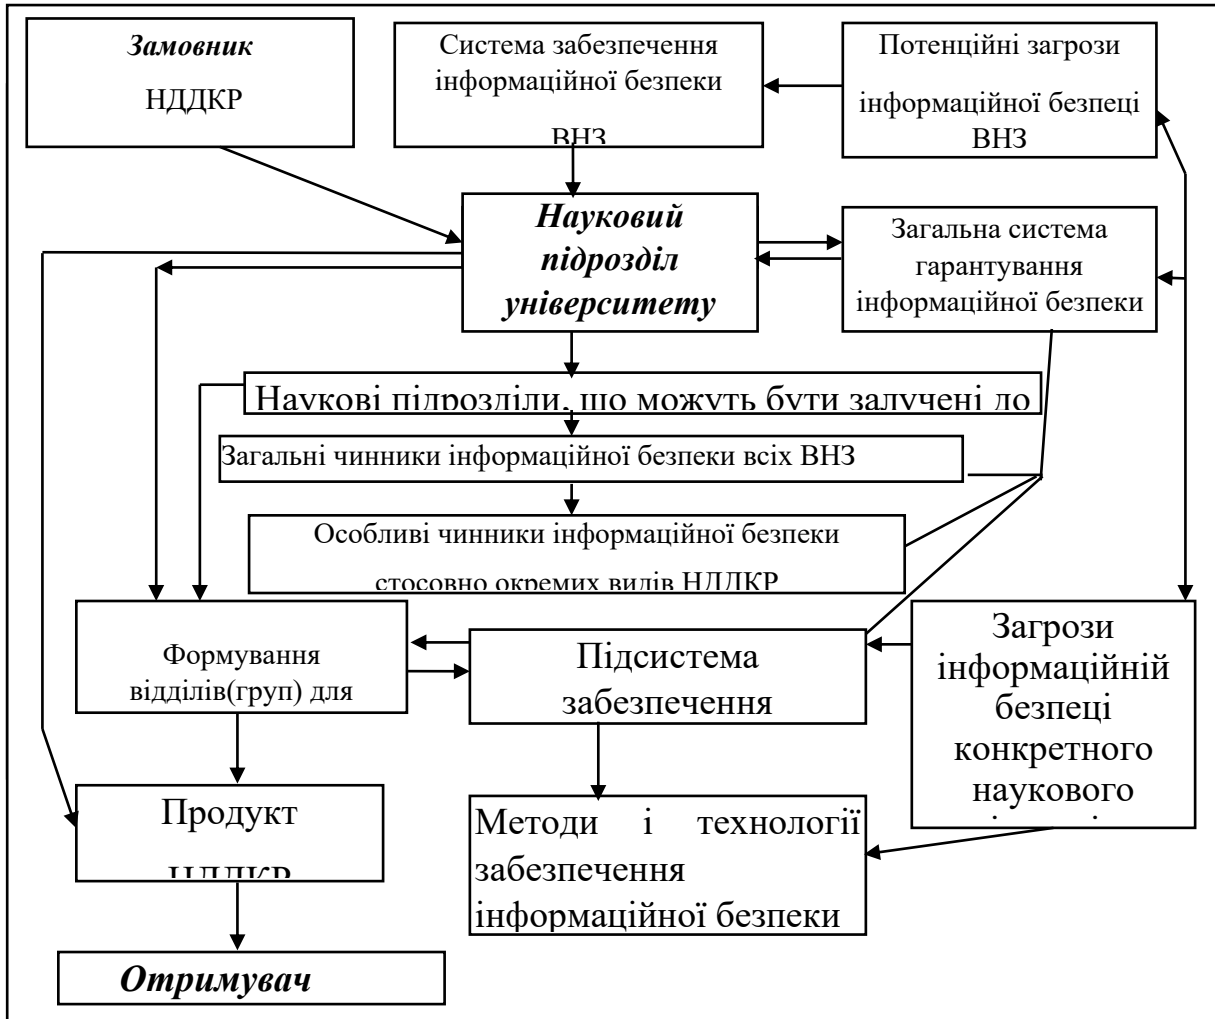 Замовник
НДДКР
Система забезпечення
інформаційної безпеки
ВНЗ
Потенційні загрози
інформаційної безпеці
ВНЗ
Науковий
підрозділ
університету
Загальна система
гарантування
інформаційної безпеки
Наукові підрозділи, що можуть бути залучені до
Загальні чинники інформаційної безпеки всіх ВНЗ
Особливі чинники інформаційної безпеки
стосовно окремих видів НДДКР
Формування
відділів(груп) для
Підсистема
забезпечення
Загрози
інформаційній
безпеці
конкретного
наукового
Продукт
НДДКР
Методи і технології
забезпечення
інформаційної безпеки
Отримувач